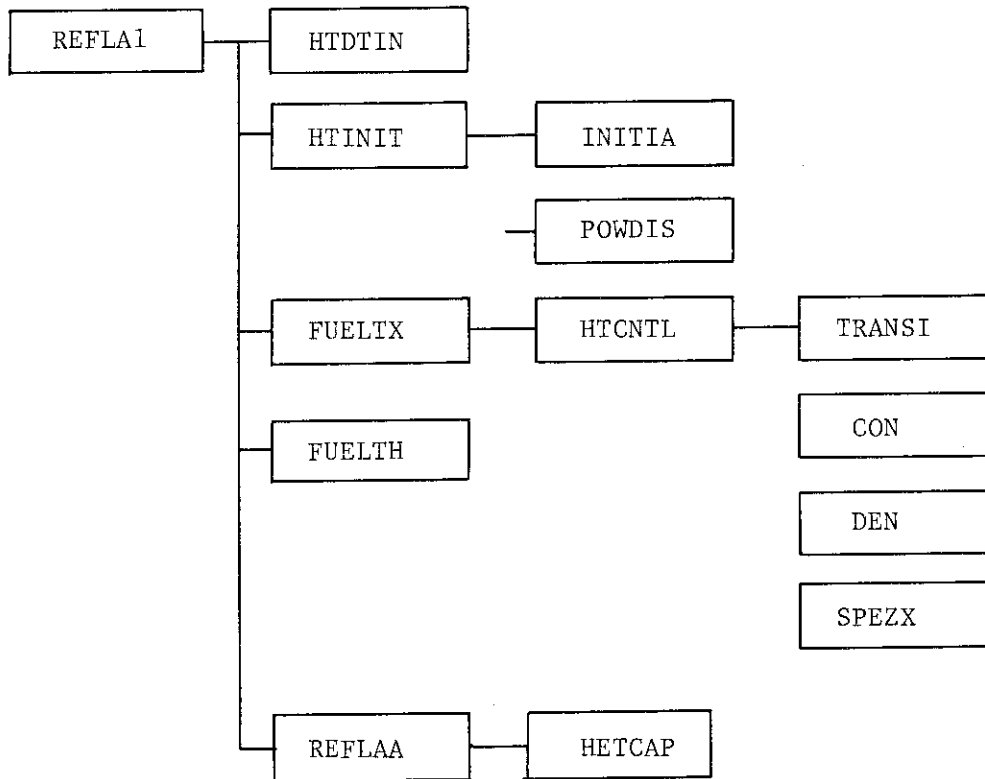 REFLA1
HTDTIN
HTINIT
INITIA
POWDIS
FUELTX
HTCNTL
TRANSI
FUELTH
CON
DEN
SPEZX
REFLAA
HETCAP